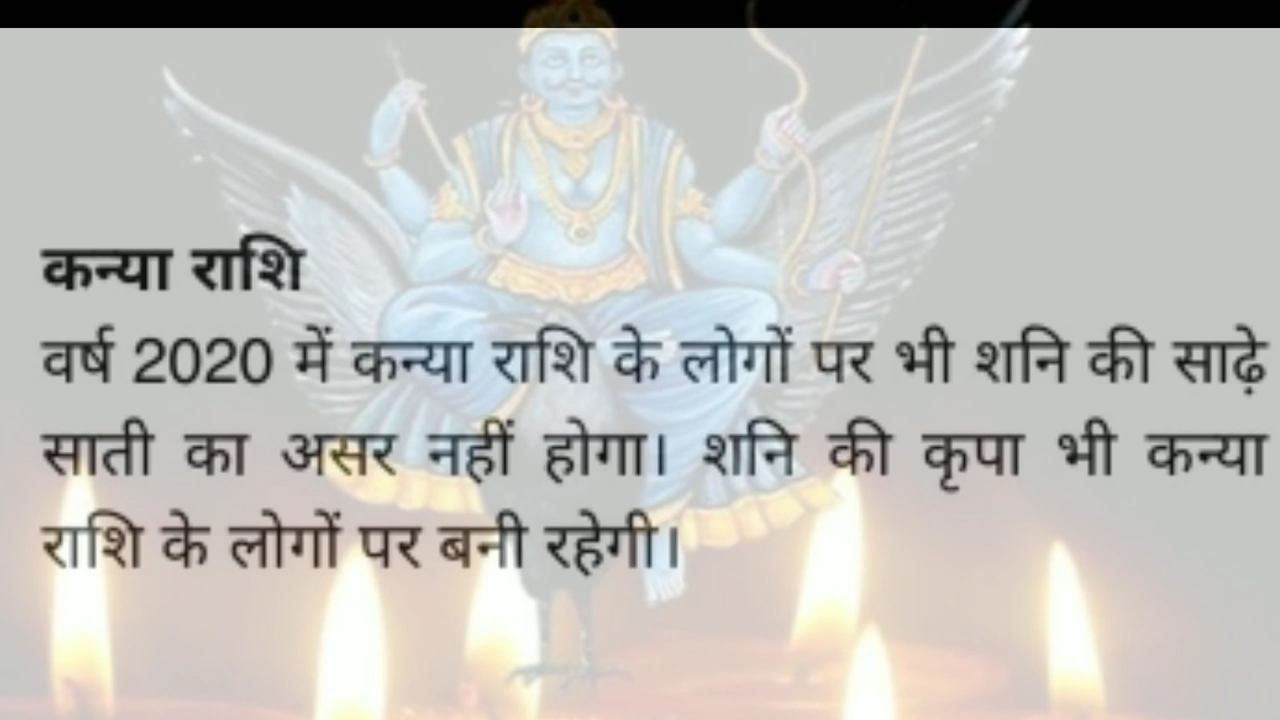 कन्या राशि
वर्ष 2020 में कन्या राशि के लोगों पर भी शनि की साढ़े
साती का असर नहीं होगा। शनि की कृपा भी कन्या
राशि के लोगों पर बनी रहेगी।